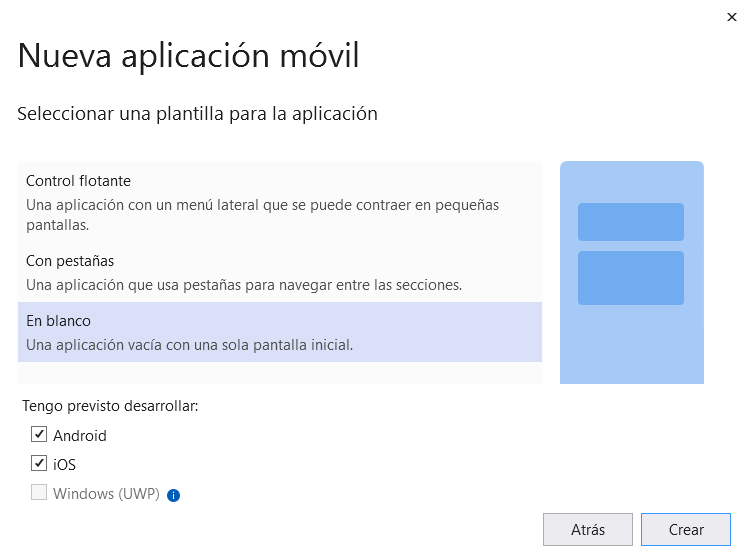 Nueva aplicación móvil
Seleccionar una plantilla para la aplicación
Control flotante
Una aplicación con un menú lateral que se puede contraer en pequeñas
pantallas.
Con pestañas
Una aplicación que usa pestañas para navegar entre las secciones.
En blanco
Una aplicación vacía con una sola pantalla inicial.
Tengo previsto desarrollar:
Android
iOS
Windows (UWP)
Atrás Crear